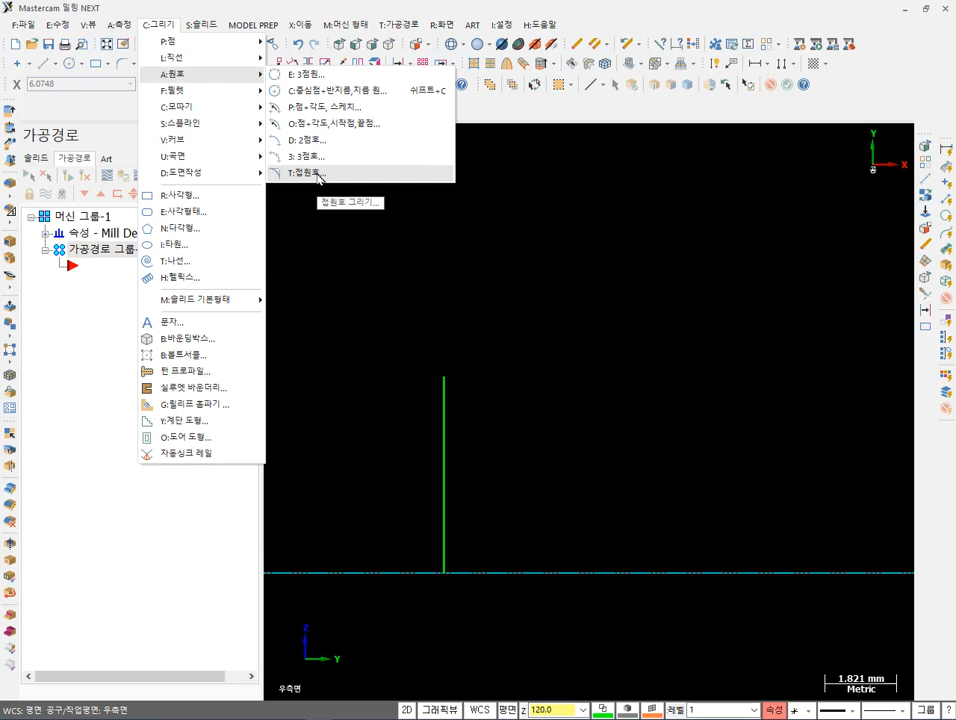 Mastercam 밀링 NEXT
F:파일 E:수정 V:뷰 A:측정 C:그리기 S:솔리드 MODEL PREP X:이동 M:머신 형태 T:가공경로 R:화면 ART I:설정 H:도움말
6.0748
가공경로
솔리드 가공경로 Art
머신 그룹-1
속성 - Mill De
가공경로 그룹-
P:점
L:직선
A:원호
F:필렛
C:모따기
S:스플라인
V:커브
U:곡면
D:도면작성
R:사각형...
E:사각형태...
N:다각형...
I:타원...
T:나선...
H:헬릭스...
M:솔리드 기본형태
문자...
B:바운딩박스...
B:볼트서클...
턴 프로파일...
실루엣 바운더리...
G:릴리프 홈파기 ...
Y:계단 도형...
O:도어 도형...
자동싱크 레일
E: 3점원...
C:중심점+반지름,지름 원... 쉬프트+C
P:점+각도, 스케치...
O:점+각도,시작점,끝점...
D: 2점호...
3: 3점호...
T:접원호...
접원호 그리기...
Y
X
공
Z
Y
우측면
1.821 mm
Metric
WCS: 평면 공구/작업평면: 우측면
2D 그래픽뷰 WCS 평면 Z 120.0 레벨 1 속성 그룹 ?